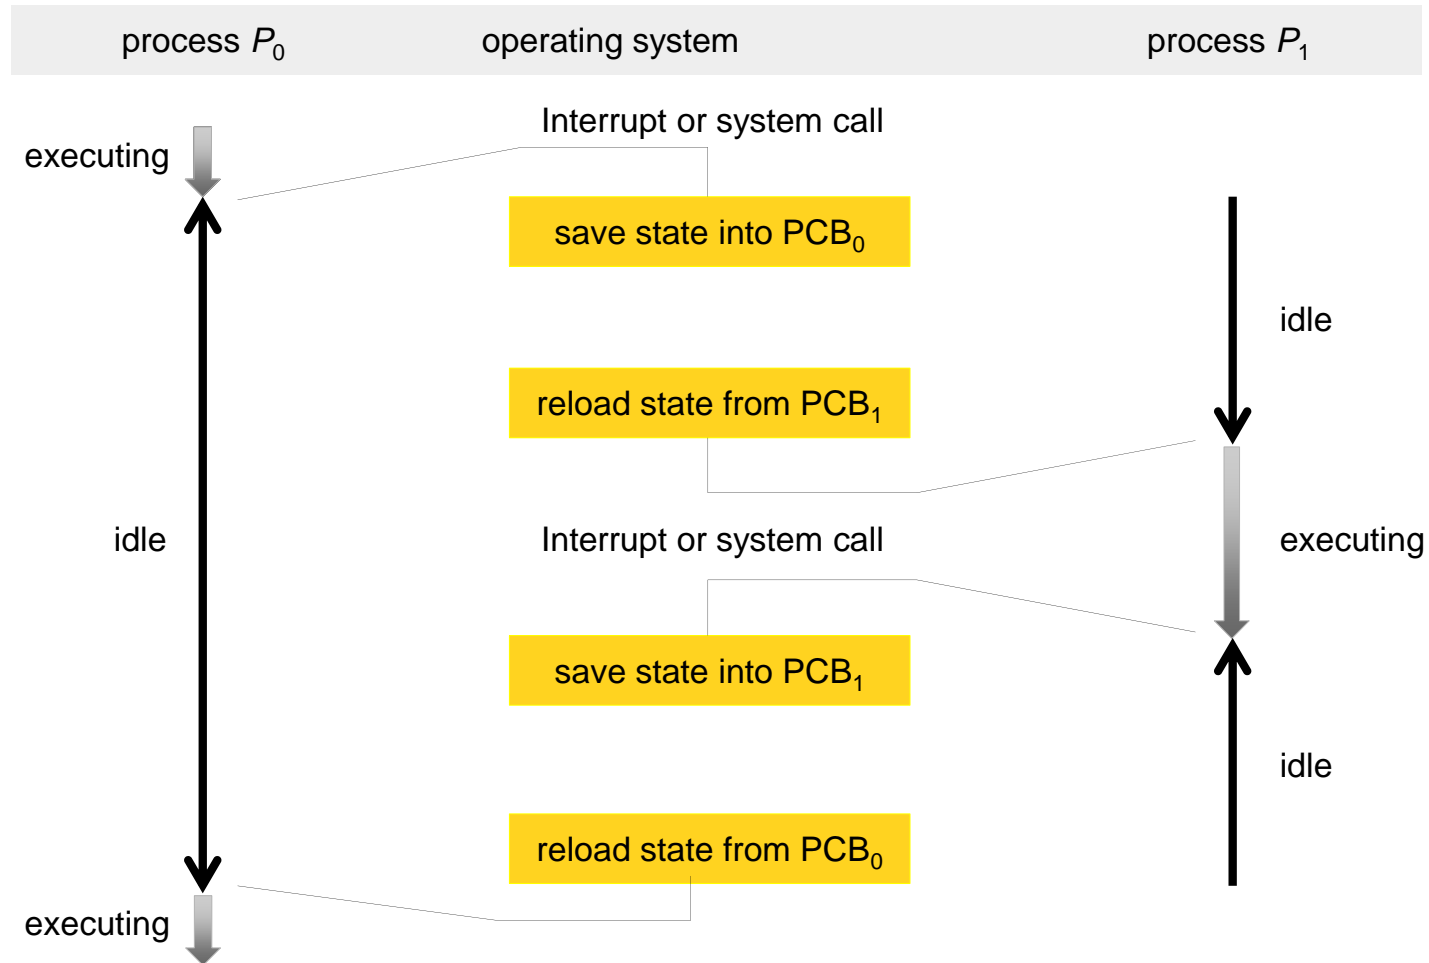 process P₀ operating system process P₁
Interrupt or system call
executing
save state into PCB₀
idle
reload state from PCB₁
idle Interrupt or system call executing
save state into PCB₁
idle
reload state from PCB₀
executing